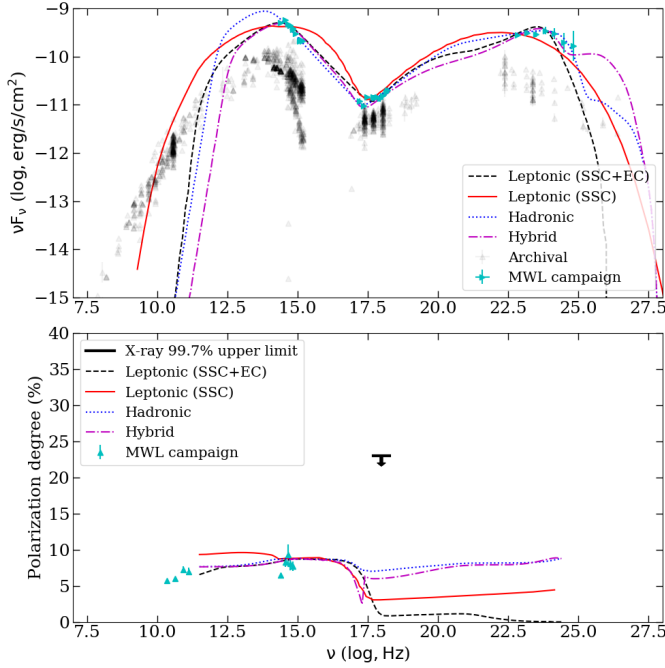 −9
−10
−11
−12
−13
−14
−15
νFν (log, erg/s/cm²)
Leptonic (SSC+EC)
Leptonic (SSC)
Hadronic
Hybrid
Archival
MWL campaign
7.5 10.0 12.5 15.0 17.5 20.0 22.5 25.0 27.5
40
35
30
25
20
15
10
5
0
Polarization degree (%)
X-ray 99.7% upper limit
Leptonic (SSC+EC)
Leptonic (SSC)
Hadronic
Hybrid
MWL campaign
7.5 10.0 12.5 15.0 17.5 20.0 22.5 25.0 27.5
ν (log, Hz)